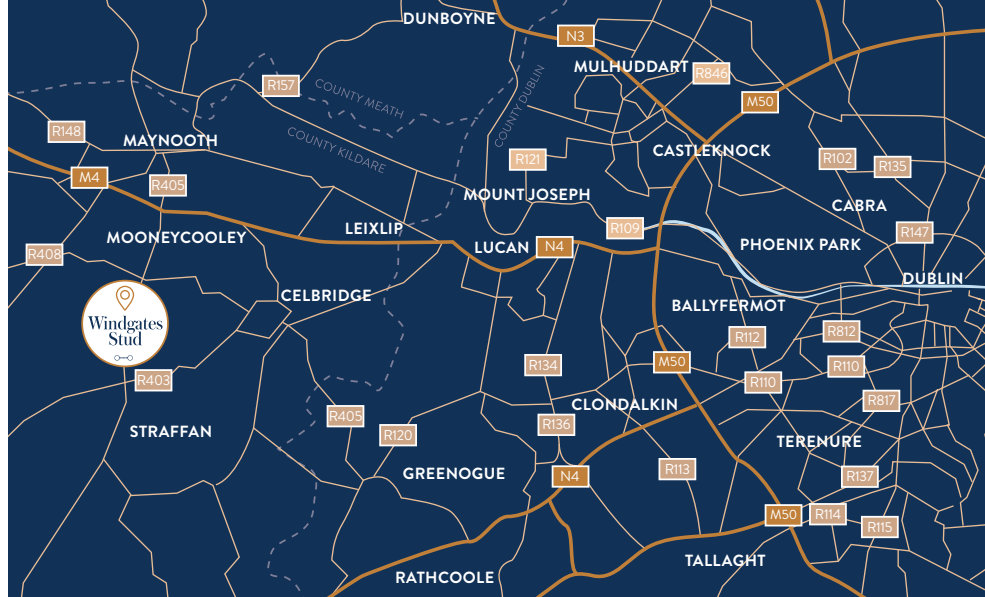 DUNBOYNE
N3
MULHUDDART
R846
R157
COUNTY MEATH
COUNTY DUBLIN
M50
R148
MAYNOOTH
COUNTY KILDARE
CASTLEKNOCK
R121
R102
R135
M4
R405
MOUNT JOSEPH
CABRA
MOONEYCOOLEY
LEIXLIP
R109
R147
R408
LUCAN
N4
PHOENIX PARK
DUBLIN
CELBRIDGE
BALLYFERMOT
Windgates
Stud
R112
R812
R134
M50
R110
R110
R403
R817
R405
CLONDALKIN
R136
R120
STRAFFAN
TERENURE
GREENOGUE
N4
R113
R137
M50
R114
R115
TALLAGHT
RATHCOOLE